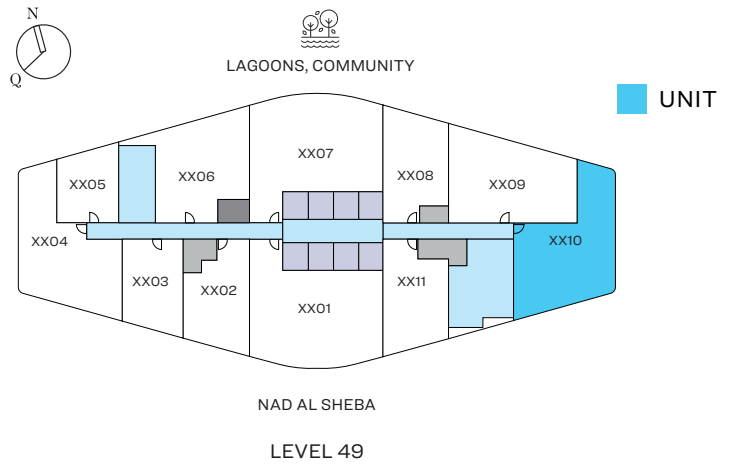 N
Q
LAGOONS, COMMUNITY
UNIT
XX07
XX05
XX06
XX08
XX09
XX04
XX10
XX03
XX02
XX01
XX11
NAD AL SHEBA
LEVEL 49